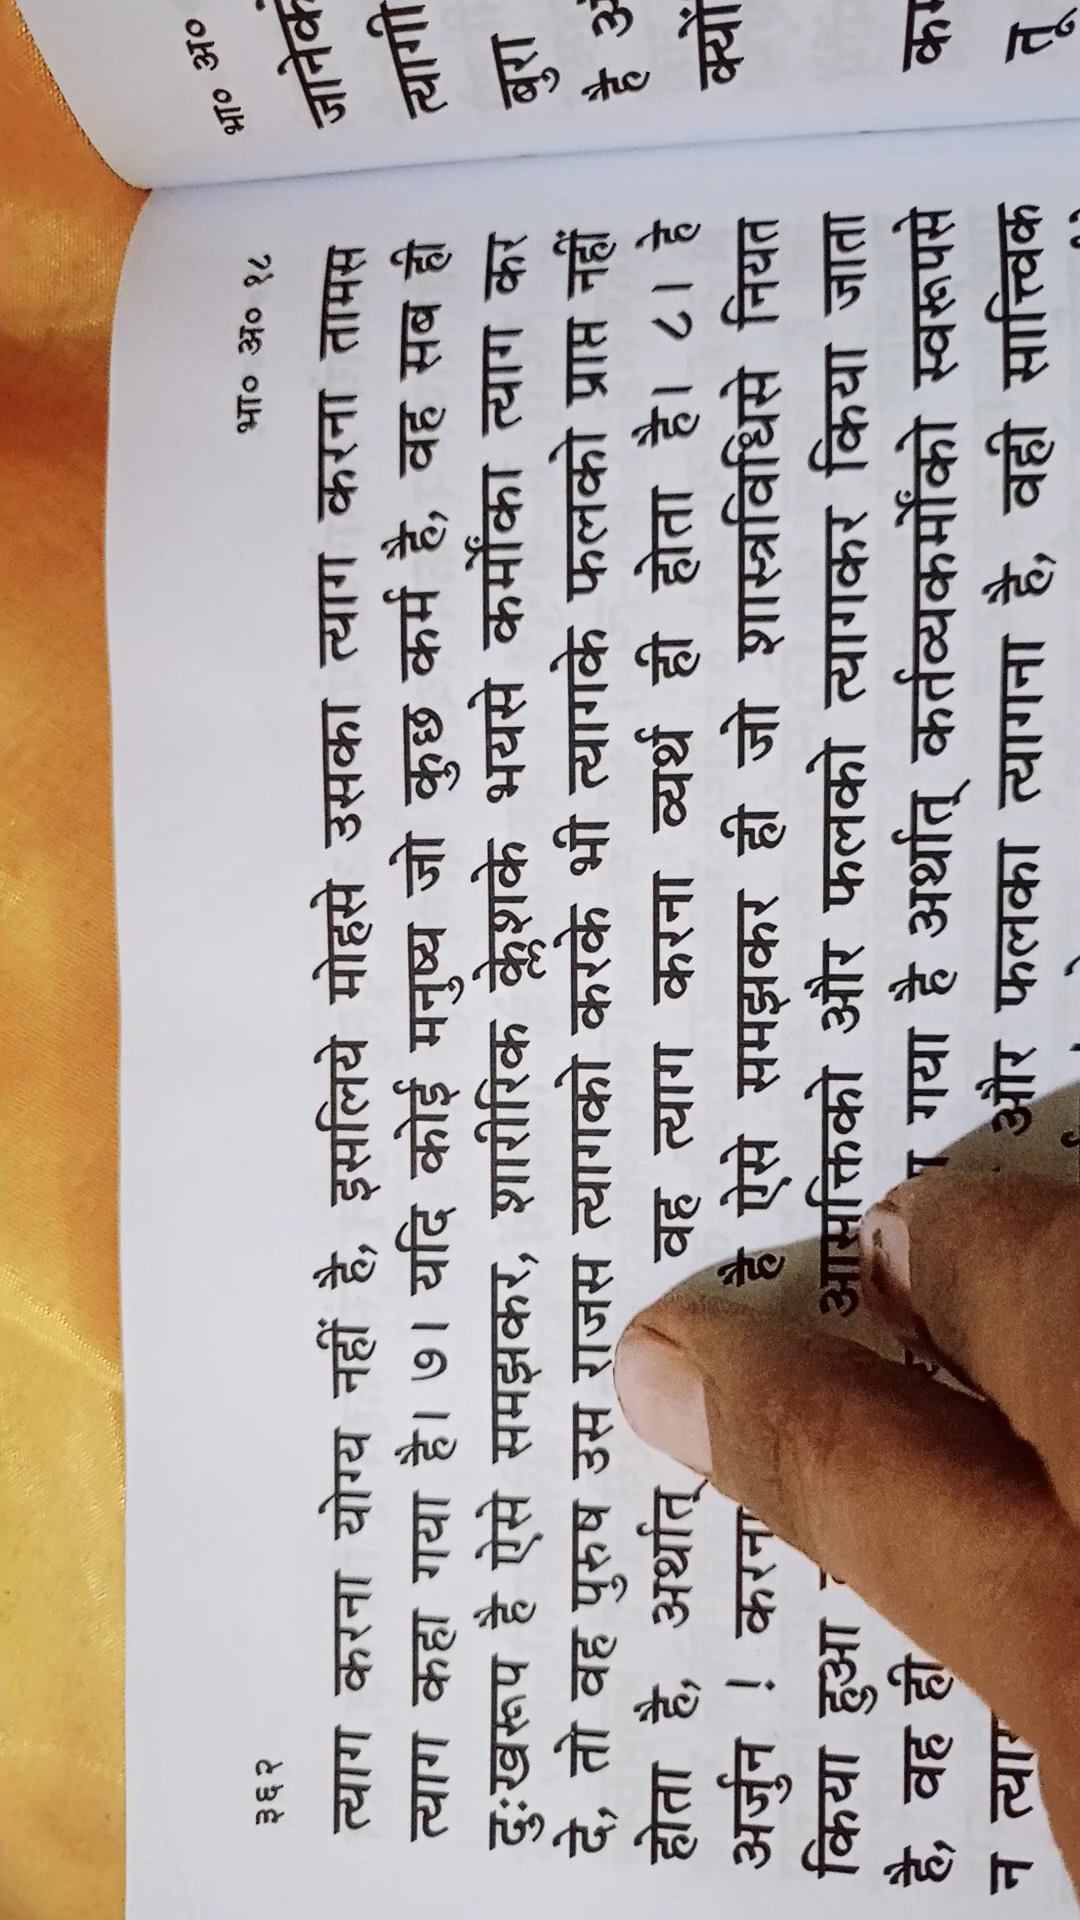 ३६२ भा० अ० १८
त्याग करना योग्य नहीं है, इसलिये मोहसे उसका त्याग करना तामस
त्याग कहा गया है। ७। यदि कोई मनुष्य जो कुछ कर्म है, वह सब ही
दुःखरूप है ऐसे समझकर, शारीरिक क्लेशके भयसे कर्मोंका त्याग कर
दे, तो वह पुरुष उस राजस त्यागको करके भी त्यागके फलको प्राप्त नहीं
होता है, अर्थात् वह त्याग करना व्यर्थ ही होता है। ८। हे
अर्जुन ! करना है ऐसे समझकर ही जो शास्त्रविधिसे नियत
किया हुआ आसक्तिको और फलको त्यागकर किया जाता
है, वह ही गया है अर्थात् कर्तव्यकर्मोंको स्वरूपसे
न और फलका त्यागना है, वही सात्त्विक
भा० अ०
जानेके
त्यागी
बुरा
है
क्यों
तू